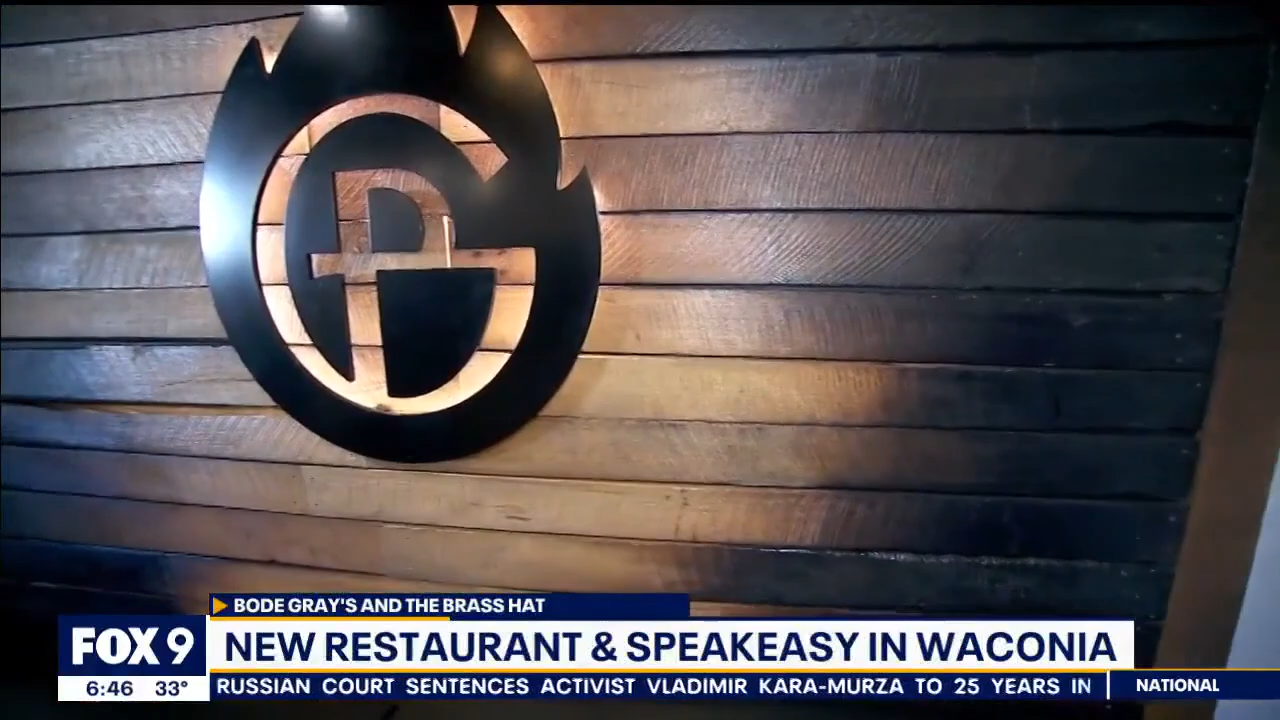 BODE GRAY'S AND THE BRASS HAT
FOX 9
NEW RESTAURANT & SPEAKEASY IN WACONIA
6:46 33°
RUSSIAN COURT SENTENCES ACTIVIST VLADIMIR KARA-MURZA TO 25 YEARS IN
NATIONAL